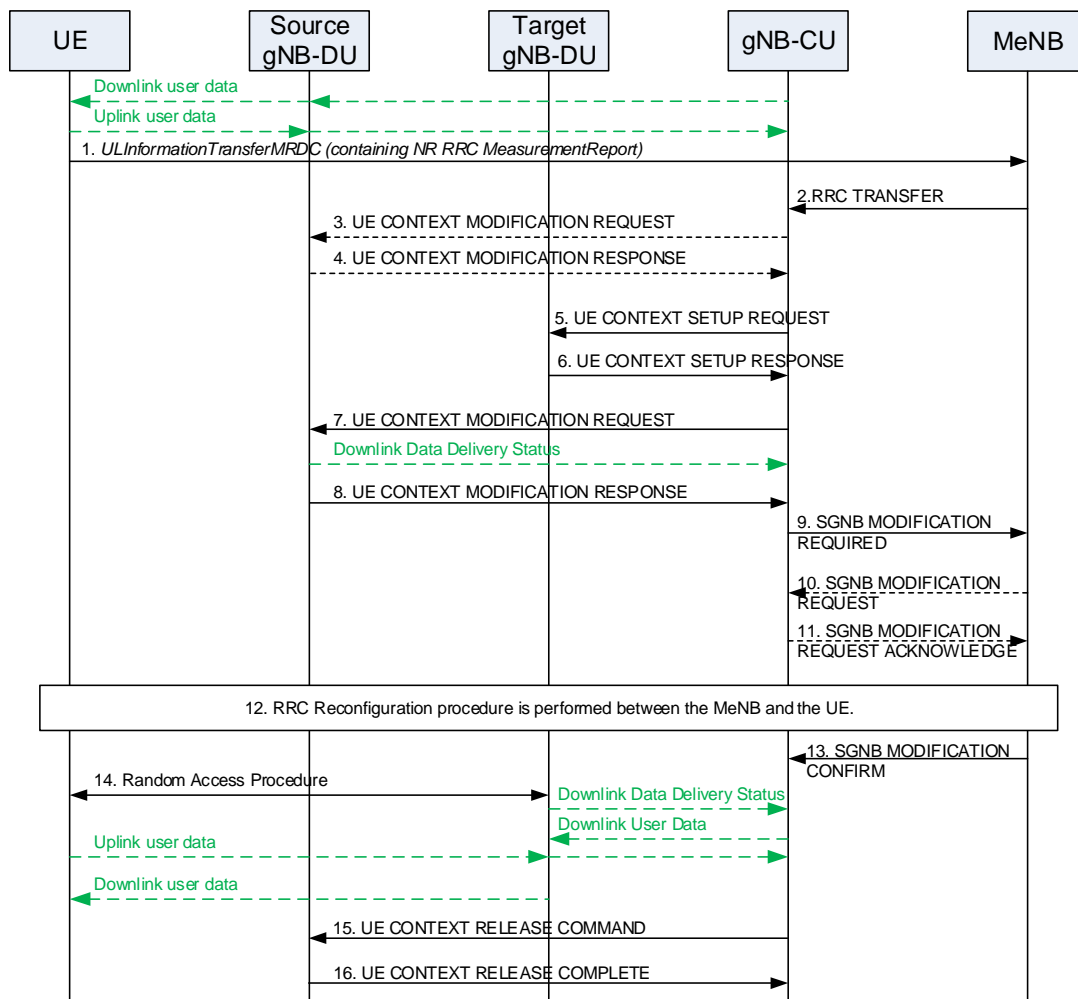 UE
Source
gNB-DU
Target
gNB-DU
gNB-CU
MeNB
Downlink user data
Uplink user data
1. ULInformationTransferMRDC (containing NR RRC MeasurementReport)
2.RRC TRANSFER
3. UE CONTEXT MODIFICATION REQUEST
4. UE CONTEXT MODIFICATION RESPONSE
5. UE CONTEXT SETUP REQUEST
6. UE CONTEXT SETUP RESPONSE
7. UE CONTEXT MODIFICATION REQUEST
Downlink Data Delivery Status
8. UE CONTEXT MODIFICATION RESPONSE
9. SGNB MODIFICATION
REQUIRED
10. SGNB MODIFICATION
REQUEST
11. SGNB MODIFICATION
REQUEST ACKNOWLEDGE
12. RRC Reconfiguration procedure is performed between the MeNB and the UE.
13. SGNB MODIFICATION
CONFIRM
14. Random Access Procedure
Downlink Data Delivery Status
Downlink User Data
Uplink user data
Downlink user data
15. UE CONTEXT RELEASE COMMAND
16. UE CONTEXT RELEASE COMPLETE